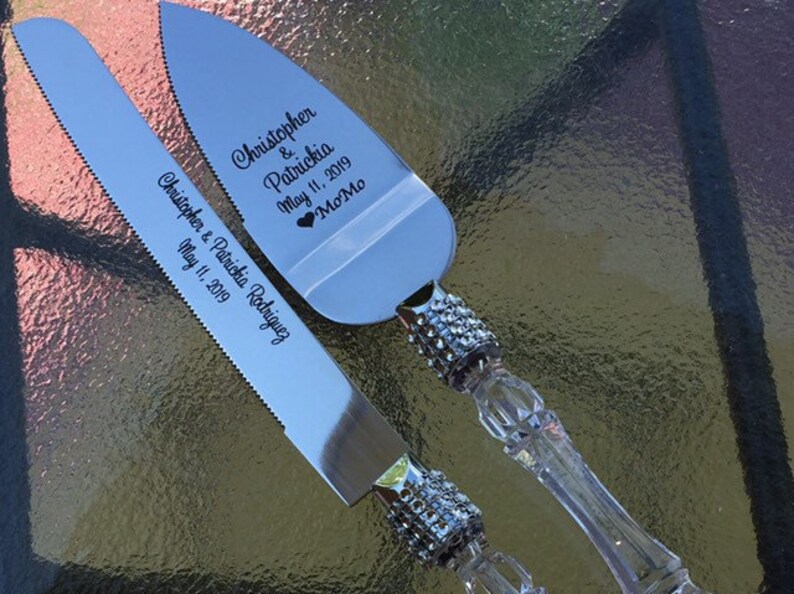 Christopher & Patrickia Rodriguez
May 11, 2019
Christopher
&
Patrickia
May 11, 2019
♥MoMo